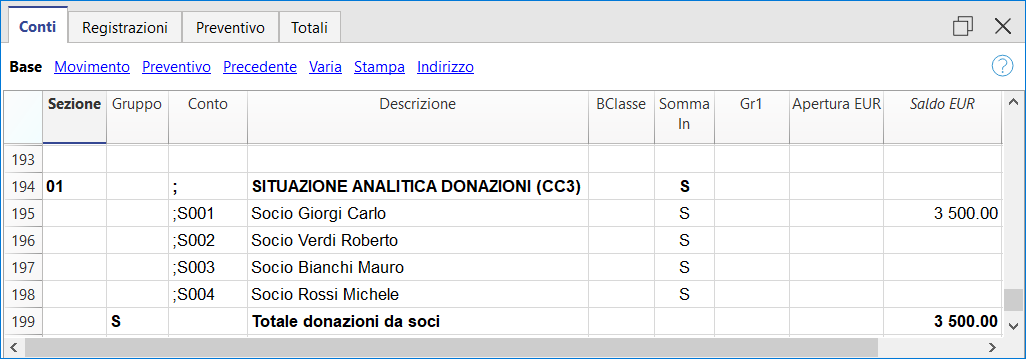 Conti Registrazioni Preventivo Totali
Base Movimento Preventivo Precedente Varia Stampa Indirizzo ?
Sezione Gruppo Conto Descrizione BClasse Somma In Gr1 Apertura EUR Saldo EUR
193
194 01 ; SITUAZIONE ANALITICA DONAZIONI (CC3) S
195 ;S001 Socio Giorgi Carlo S 3 500.00
196 ;S002 Socio Verdi Roberto S
197 ;S003 Socio Bianchi Mauro S
198 ;S004 Socio Rossi Michele S
199 S Totale donazioni da soci 3 500.00